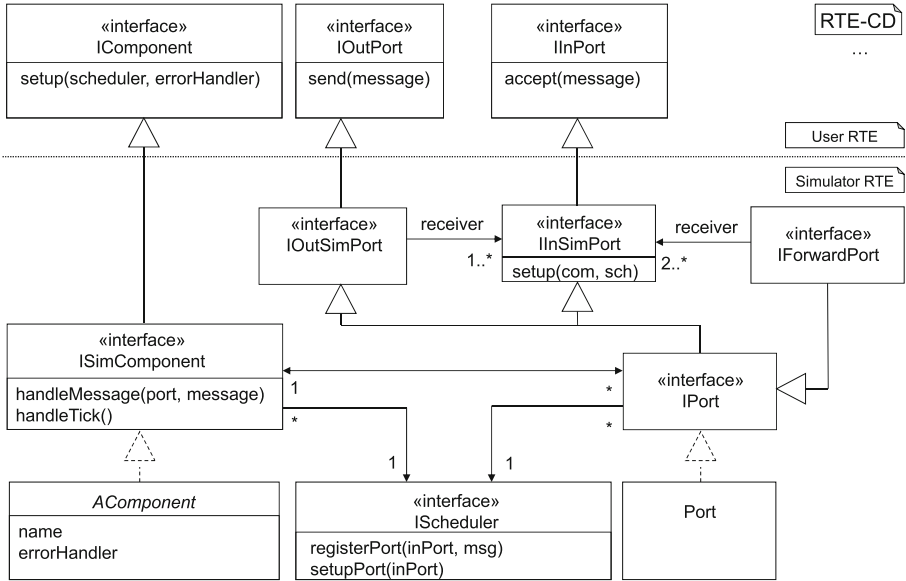 «interface»
IComponent
setup(scheduler, errorHandler)
«interface»
IOutPort
send(message)
«interface»
IInPort
accept(message)
RTE-CD
...
User RTE
Simulator RTE
«interface»
IOutSimPort
receiver
1..*
«interface»
IInSimPort
setup(com, sch)
receiver
2..*
«interface»
IForwardPort
«interface»
ISimComponent
handleMessage(port, message)
handleTick()
1
*
*
1
«interface»
IPort
*
1
AComponent
name
errorHandler
«interface»
IScheduler
registerPort(inPort, msg)
setupPort(inPort)
Port